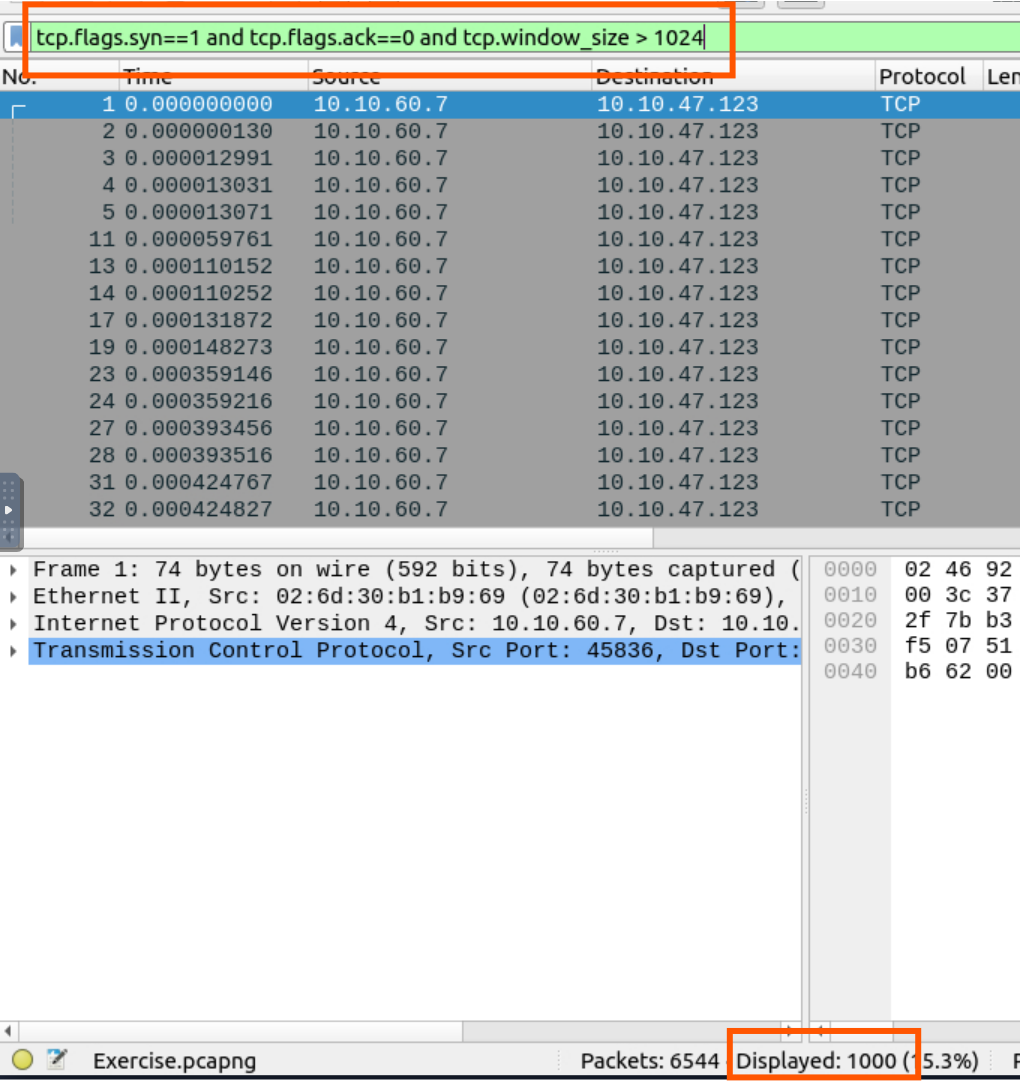 tcp.flags.syn==1 and tcp.flags.ack==0 and tcp.window_size > 1024
No. Time Source Destination Protocol Len
1 0.000000000 10.10.60.7 10.10.47.123 TCP
2 0.000000130 10.10.60.7 10.10.47.123 TCP
3 0.000012991 10.10.60.7 10.10.47.123 TCP
4 0.000013031 10.10.60.7 10.10.47.123 TCP
5 0.000013071 10.10.60.7 10.10.47.123 TCP
11 0.000059761 10.10.60.7 10.10.47.123 TCP
13 0.000110152 10.10.60.7 10.10.47.123 TCP
14 0.000110252 10.10.60.7 10.10.47.123 TCP
17 0.000131872 10.10.60.7 10.10.47.123 TCP
19 0.000148273 10.10.60.7 10.10.47.123 TCP
23 0.000359146 10.10.60.7 10.10.47.123 TCP
24 0.000359216 10.10.60.7 10.10.47.123 TCP
27 0.000393456 10.10.60.7 10.10.47.123 TCP
28 0.000393516 10.10.60.7 10.10.47.123 TCP
31 0.000424767 10.10.60.7 10.10.47.123 TCP
32 0.000424827 10.10.60.7 10.10.47.123 TCP
Frame 1: 74 bytes on wire (592 bits), 74 bytes captured (
Ethernet II, Src: 02:6d:30:b1:b9:69 (02:6d:30:b1:b9:69),
Internet Protocol Version 4, Src: 10.10.60.7, Dst: 10.10.
Transmission Control Protocol, Src Port: 45836, Dst Port:
0000 02 46 92
0010 00 3c 37
0020 2f 7b b3
0030 f5 07 51
0040 b6 62 00
Exercise.pcapng
Packets: 6544
Displayed: 1000 (15.3%)